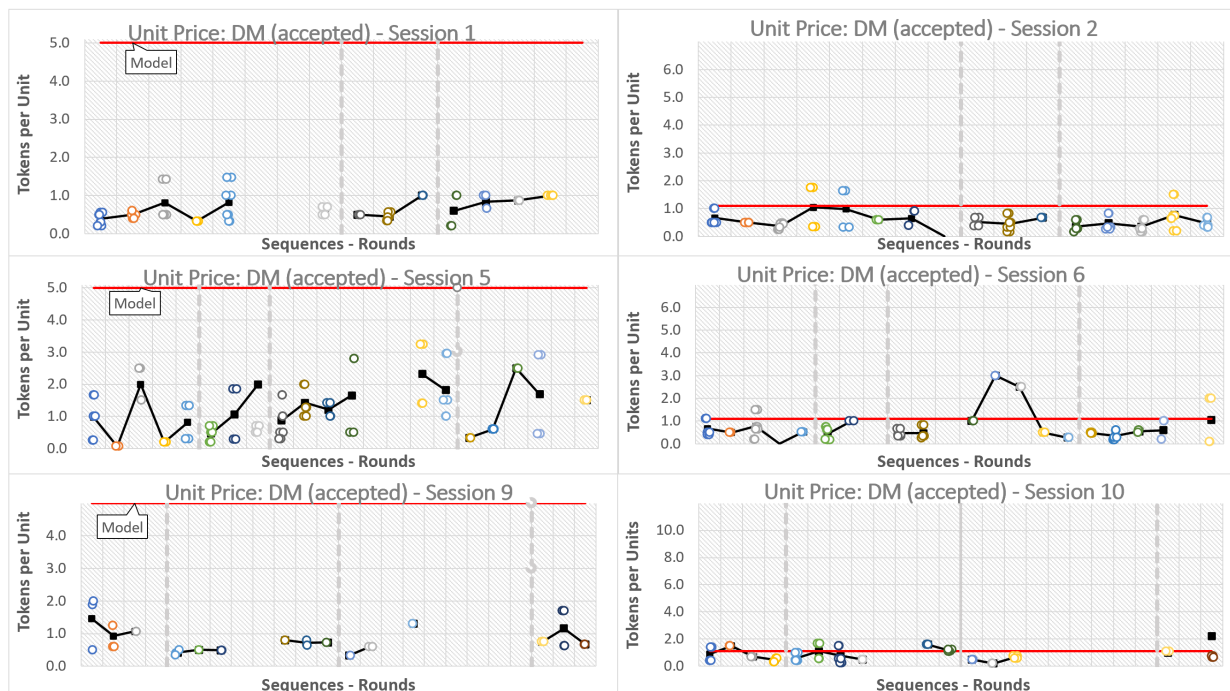 Unit Price: DM (accepted) - Session 1
Tokens per Unit
5.0
4.0
3.0
2.0
1.0
0.0
Model
Sequences - Rounds
Unit Price: DM (accepted) - Session 2
Tokens per Unit
6.0
5.0
4.0
3.0
2.0
1.0
0.0
Sequences - Rounds
Unit Price: DM (accepted) - Session 5
Tokens per Unit
5.0
4.0
3.0
2.0
1.0
0.0
Model
Sequences - Rounds
Unit Price: DM (accepted) - Session 6
Tokens per Unit
6.0
5.0
4.0
3.0
2.0
1.0
0.0
Sequences - Rounds
Unit Price: DM (accepted) - Session 9
Tokens per Unit
4.0
3.0
2.0
1.0
0.0
Model
Sequences - Rounds
Unit Price: DM (accepted) - Session 10
Tokens per Units
10.0
8.0
6.0
4.0
2.0
0.0
Sequences - Rounds